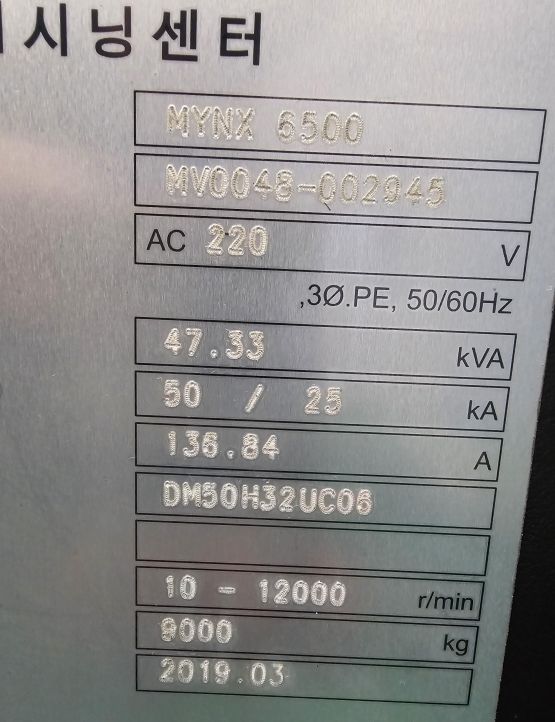 시닝센터
MYNX 6500
MV0048-002945
AC 220 V
,3Ø.PE, 50/60Hz
47.33 kVA
50 / 25 kA
136.84 A
DM50H32UC06
10 - 12000 r/min
9000 kg
2019.03